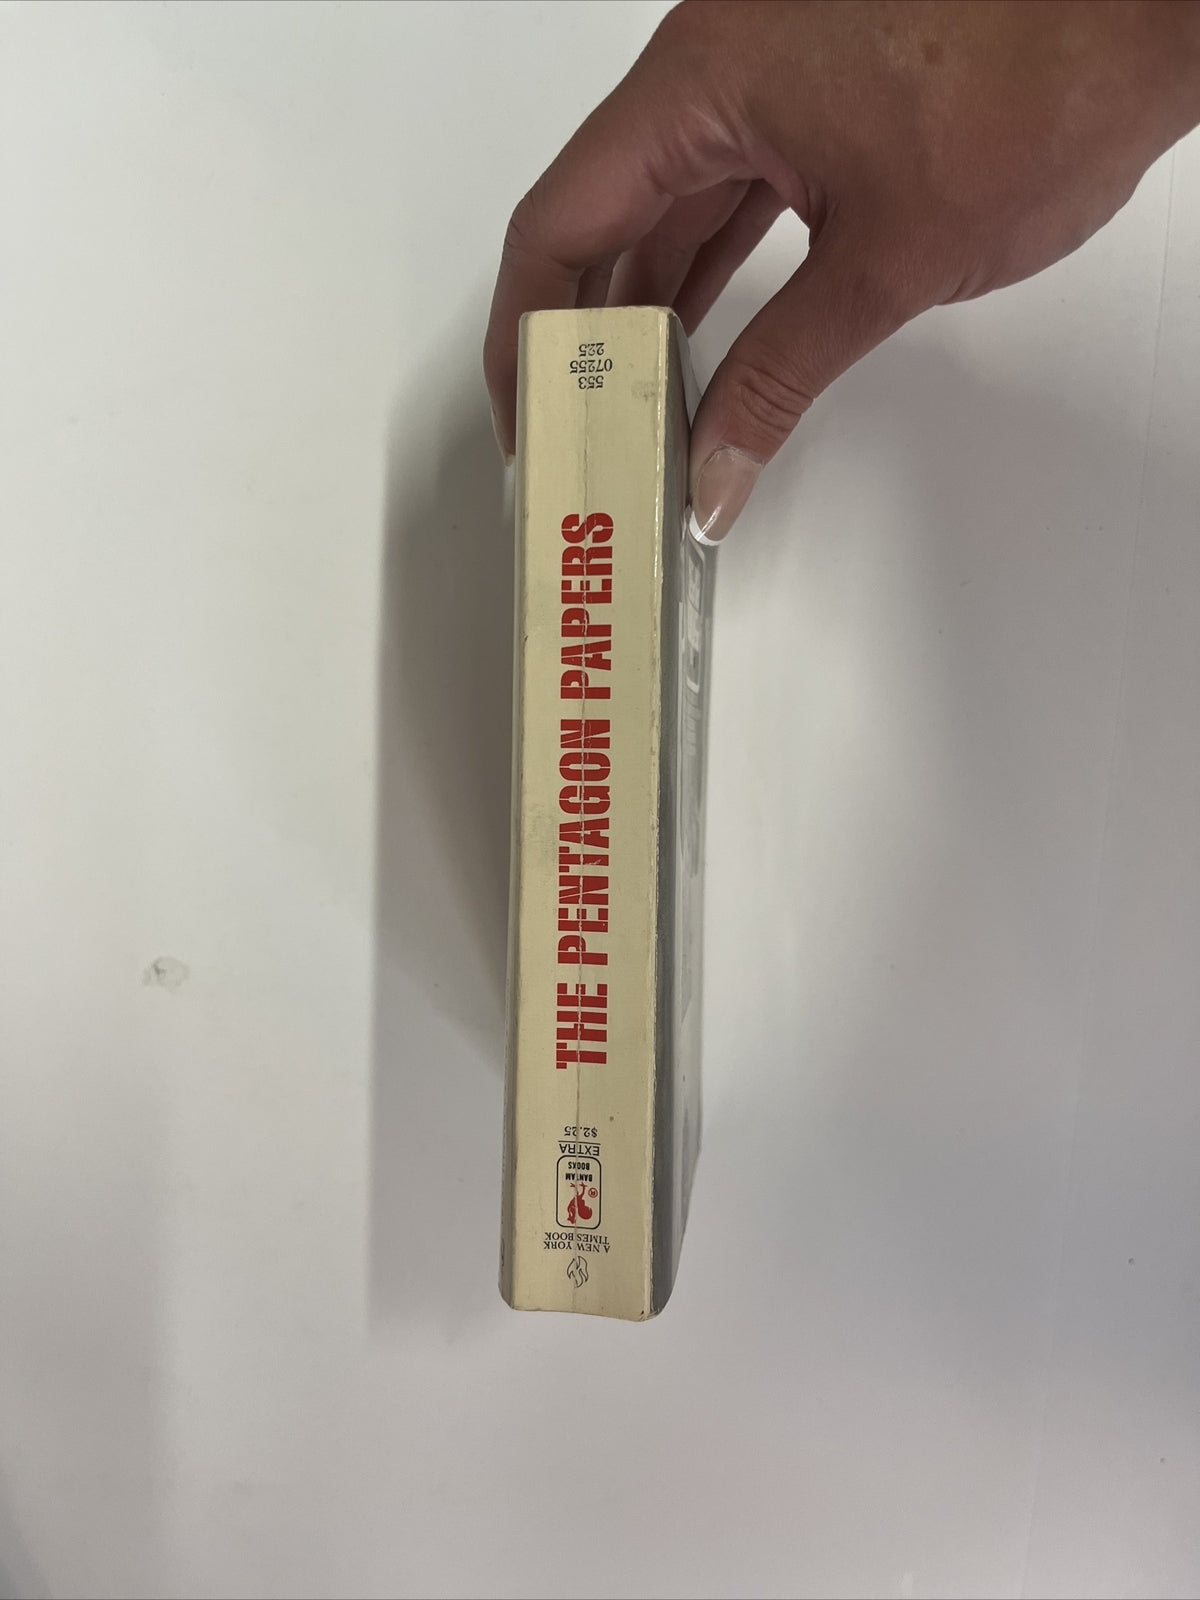 553
07255
225
THE PENTAGON PAPERS
$2.25
EXTRA
BANTAM
BOOKS
®
A NEW YORK
TIMES BOOK